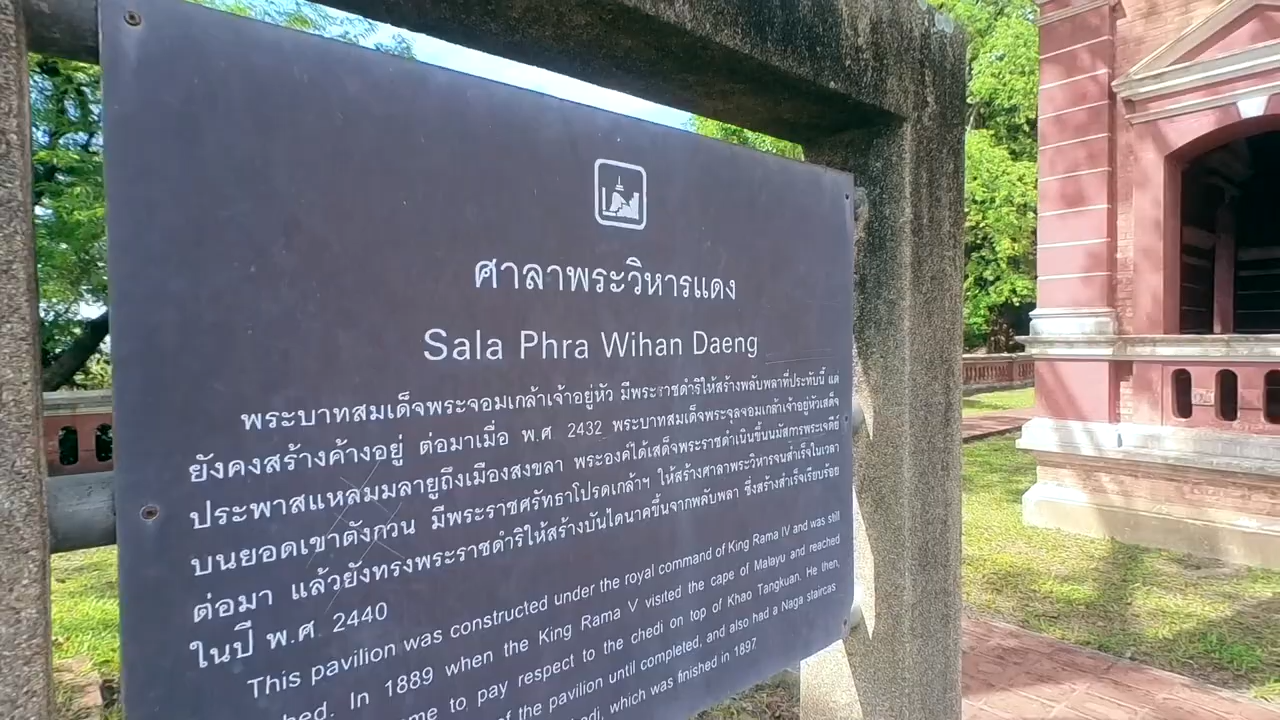 ศาลาพระวิหารแดง
Sala Phra Wihan Daeng
พระบาทสมเด็จพระจอมเกล้าเจ้าอยู่หัว มีพระราชดำริให้สร้างพลับพลาที่ประทับนี้ แต่
ยังคงสร้างค้างอยู่ ต่อมาเมื่อ พ.ศ. 2432 พระบาทสมเด็จพระจุลจอมเกล้าเจ้าอยู่หัวเสด็จ
ประพาสแหลมมลายูถึงเมืองสงขลา พระองค์ได้เสด็จพระราชดำเนินขึ้นนมัสการพระเจดีย์
บนยอดเขาตังกวน มีพระราชศรัทธาโปรดเกล้าฯ ให้สร้างศาลาพระวิหารจนสำเร็จในเวลา
ต่อมา แล้วยังทรงพระราชดำริให้สร้างบันไดนาคขึ้นจากพลับพลา ซึ่งสร้างสำเร็จเรียบร้อย
ในปี พ.ศ. 2440
This pavilion was constructed under the royal command of King Rama IV and was still
In 1889 when the King Rama V visited the cape of Malayu and reached
to pay respect to the chedi on top of Khao Tangkuan. He then,
of the pavilion until completed, and also had a Naga staircas
which was finished in 1897